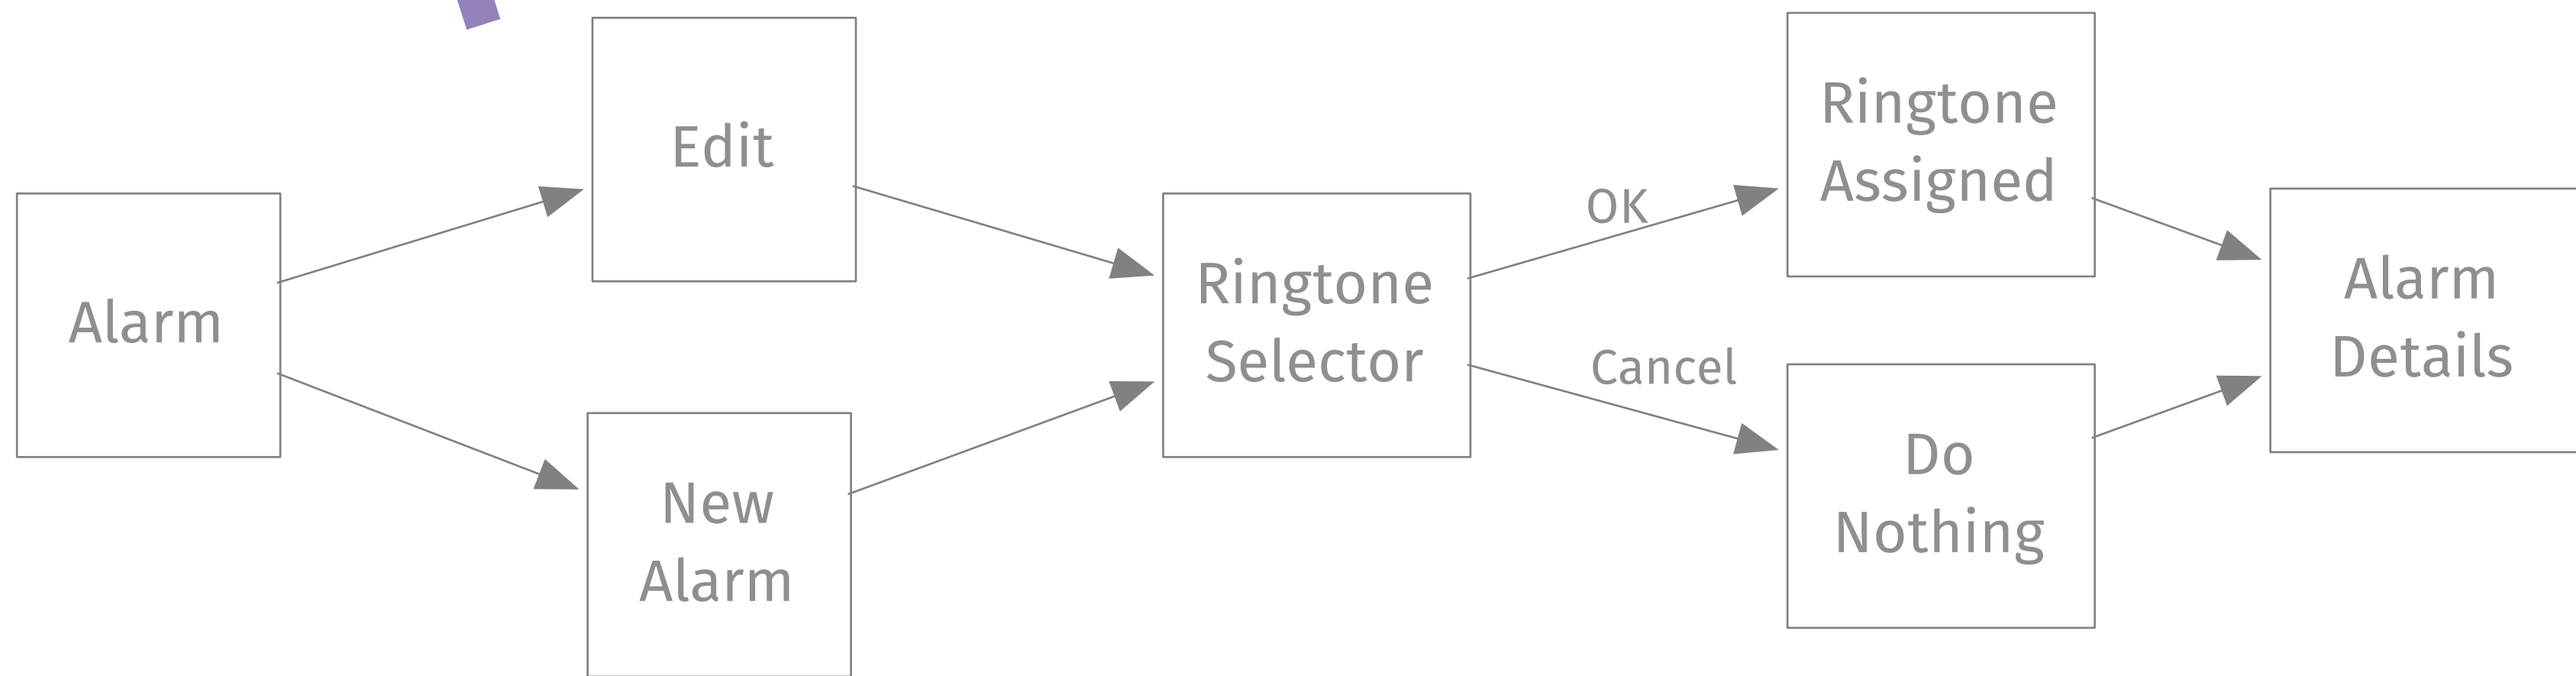 Alarm
Edit
New
Alarm
Ringtone
Selector
OK
Cancel
Ringtone
Assigned
Do
Nothing
Alarm
Details